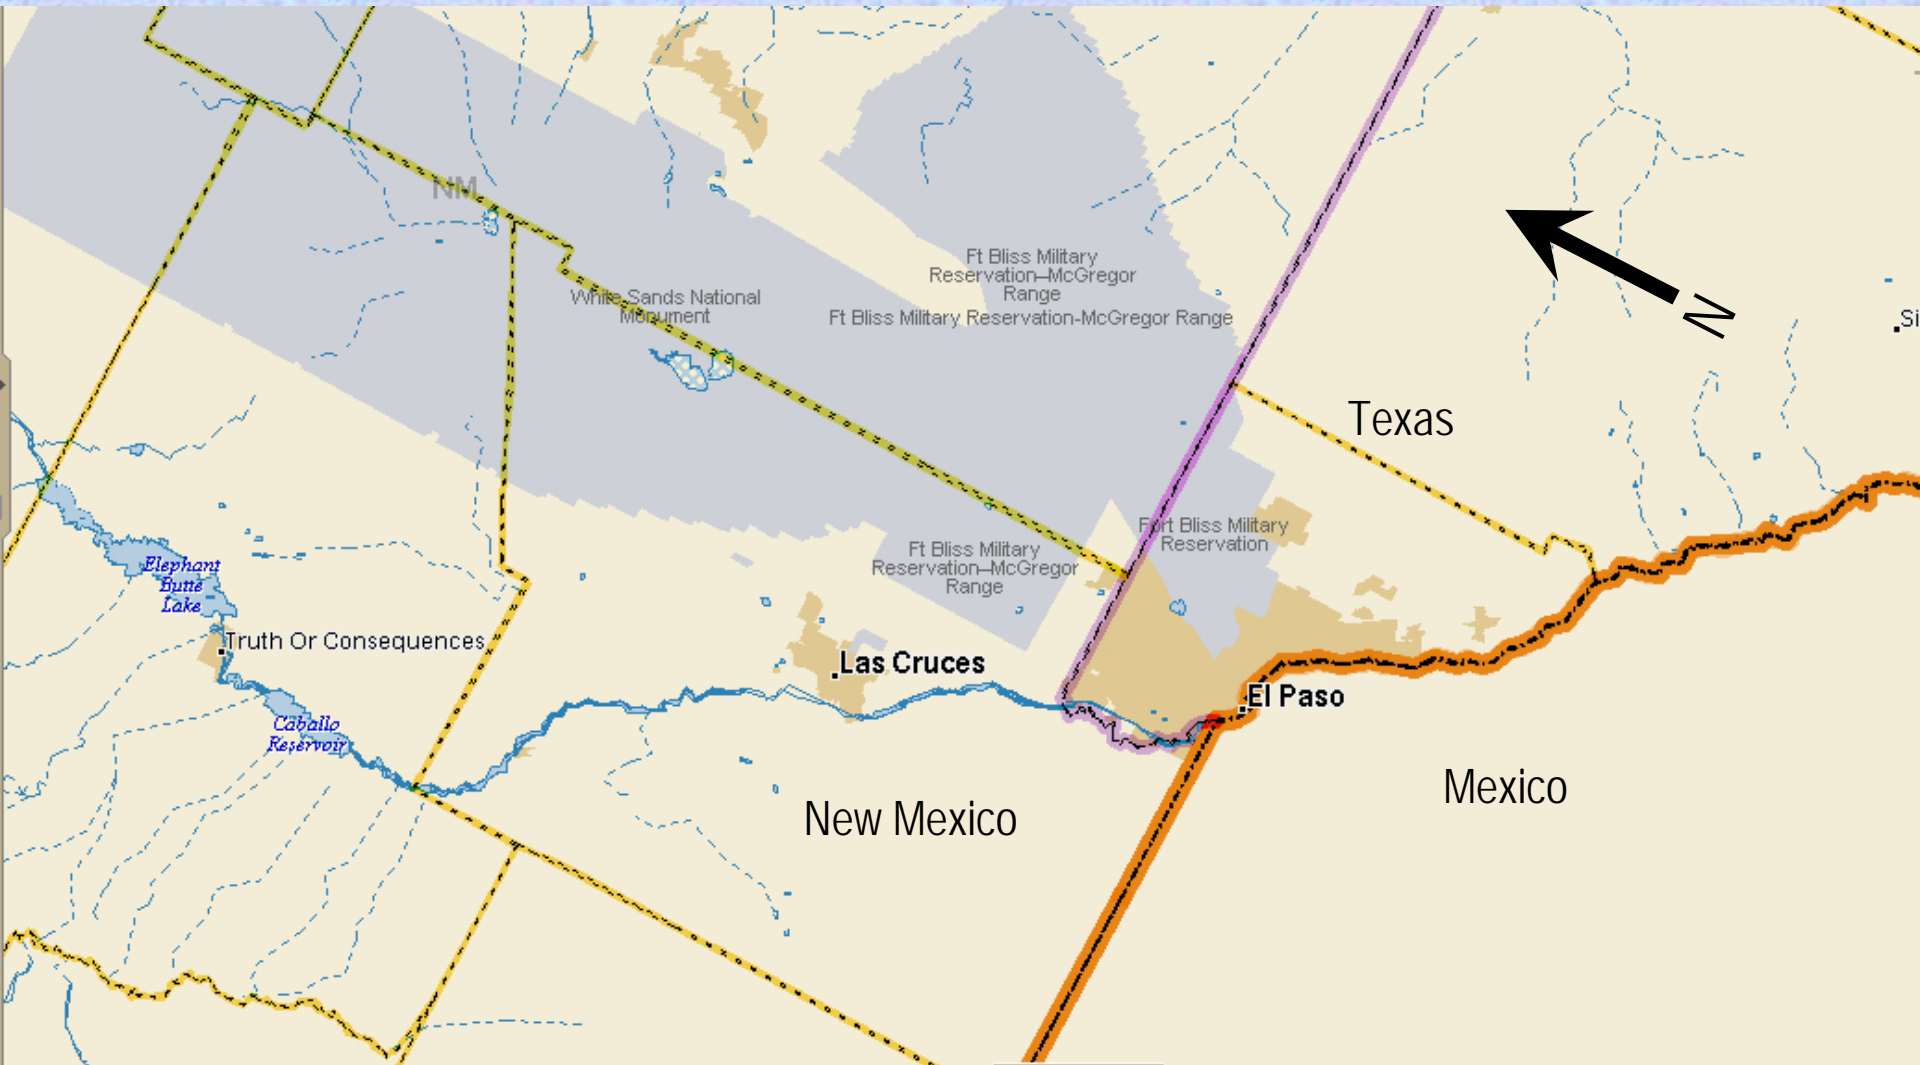 NM
Ft Bliss Military
Reservation–McGregor
Range
White Sands National
Monument
Ft Bliss Military Reservation-McGregor Range
N
Si
Texas
Fort Bliss Military
Reservation
Ft Bliss Military
Reservation–McGregor
Range
Elephant
Butte
Lake
Truth Or Consequences
Las Cruces
El Paso
Caballo
Reservoir
New Mexico
Mexico